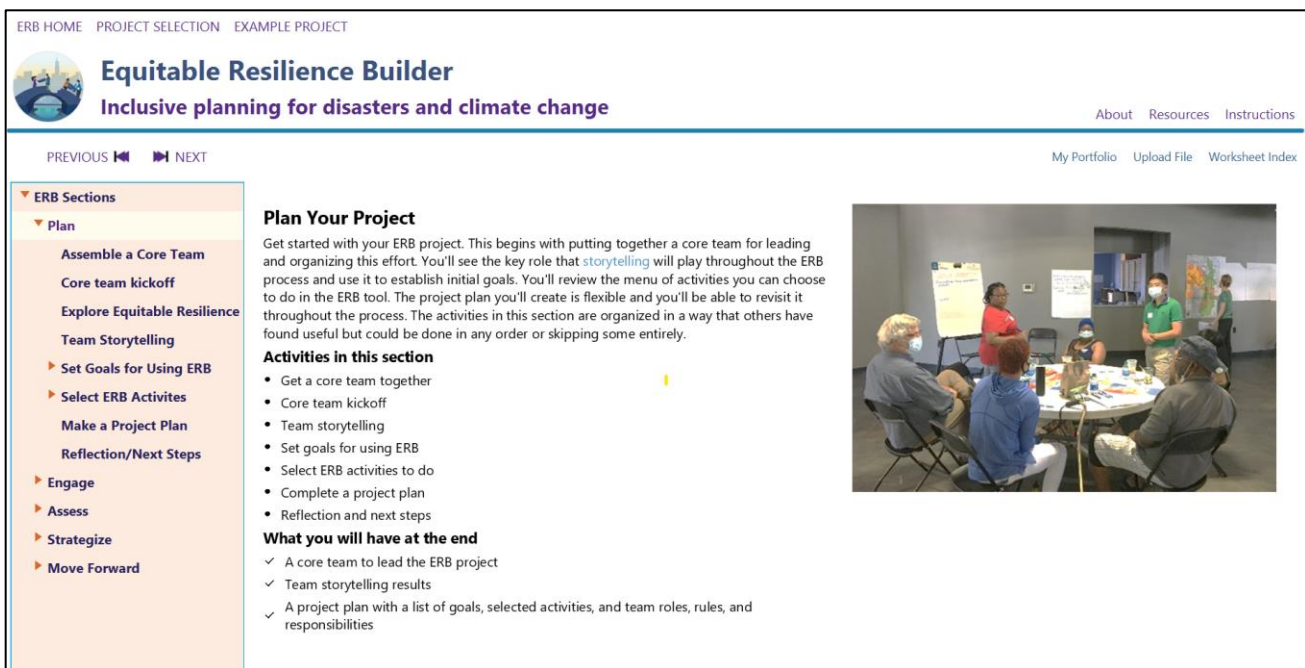 ERB HOME PROJECT SELECTION EXAMPLE PROJECT
Equitable Resilience Builder
Inclusive planning for disasters and climate change
About Resources Instructions
PREVIOUS NEXT
My Portfolio Upload File Worksheet Index
ERB Sections
Plan
Assemble a Core Team
Core team kickoff
Explore Equitable Resilience
Team Storytelling
Set Goals for Using ERB
Select ERB Activites
Make a Project Plan
Reflection/Next Steps
Engage
Assess
Strategize
Move Forward
Plan Your Project
Get started with your ERB project. This begins with putting together a core team for leading
and organizing this effort. You'll see the key role that storytelling will play throughout the ERB
process and use it to establish initial goals. You'll review the menu of activities you can choose
to do in the ERB tool. The project plan you'll create is flexible and you'll be able to revisit it
throughout the process. The activities in this section are organized in a way that others have
found useful but could be done in any order or skipping some entirely.
Activities in this section
• Get a core team together
• Core team kickoff
• Team storytelling
• Set goals for using ERB
• Select ERB activities to do
• Complete a project plan
• Reflection and next steps
What you will have at the end
✓ A core team to lead the ERB project
✓ Team storytelling results
✓ A project plan with a list of goals, selected activities, and team roles, rules, and
responsibilities